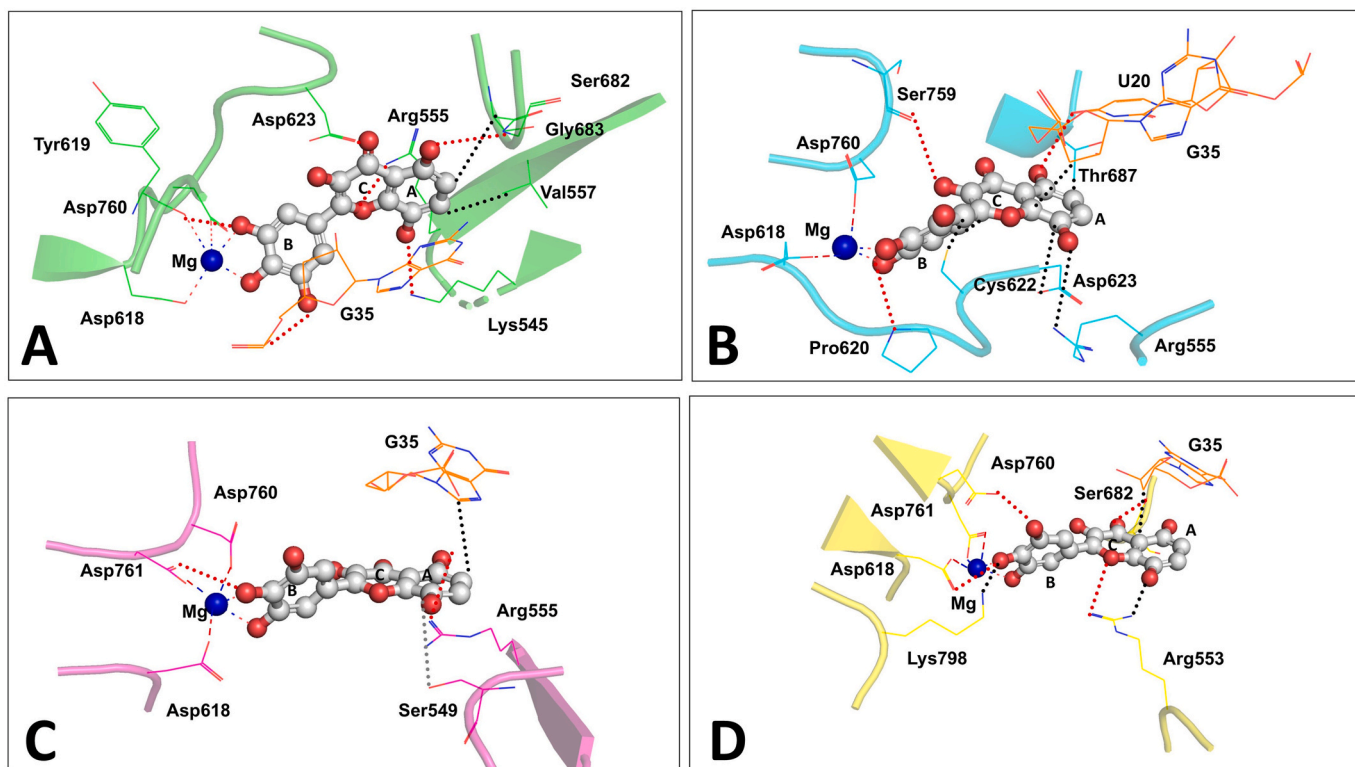 Ser682
Asp623
Arp555
Gly683
Tyr619
C
A
Val557
Asp760
B
Mg
Asp618
G35
Lys545
A
U20
Ser759
G35
Asp760
Thr687
C
A
Asp618
Mg
B
Cys622
Asp623
Pro620
Arg555
B
G35
Asp760
Asp761
C
A
B
Mg
Arg555
Asp618
Ser549
C
G35
Asp760
Ser682
Asp761
A
C
Asp618
B
Mg
Lys798
Arg553
D